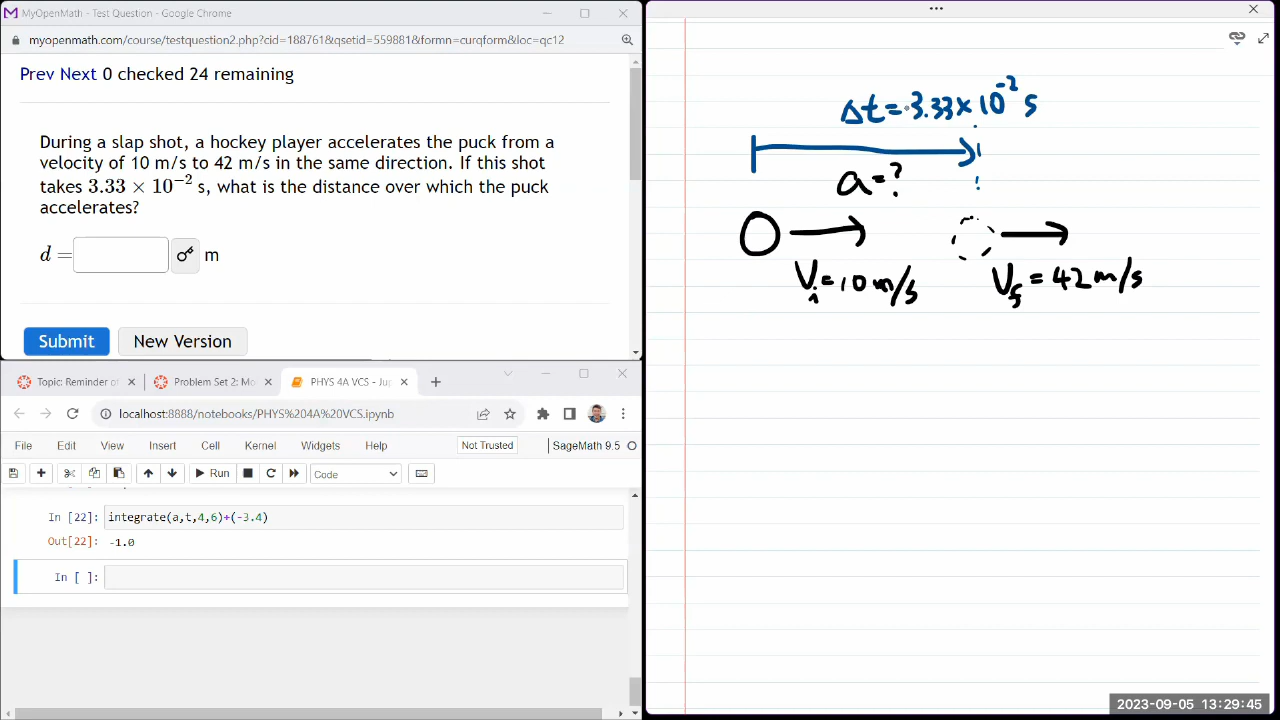 MyOpenMath - Test Question - Google Chrome
myopenmath.com/course/testquestion2.php?cid=188761&qsetid=559881&formn=curqform&loc=qc12
Prev Next 0 checked 24 remaining
During a slap shot, a hockey player accelerates the puck from a
velocity of 10 m/s to 42 m/s in the same direction. If this shot
takes 3.33 × 10⁻² s, what is the distance over which the puck
accelerates?
d = m
Submit New Version
Topic: Reminder of Problem Set 2: Mo PHYS 4A VCS - Ju
localhost:8888/notebooks/PHYS%204A%20VCS.ipynb
File Edit View Insert Cell Kernel Widgets Help Not Trusted SageMath 9.5
Run Code
In [22]: integrate(a,t,4,6)+(-3.4)
Out[22]: -1.0
In [ ]:
Δt = 3.33 × 10⁻² s
a = ?
Vᵢ = 10 m/s V_f = 42 m/s
2023-09-05 13:29:45